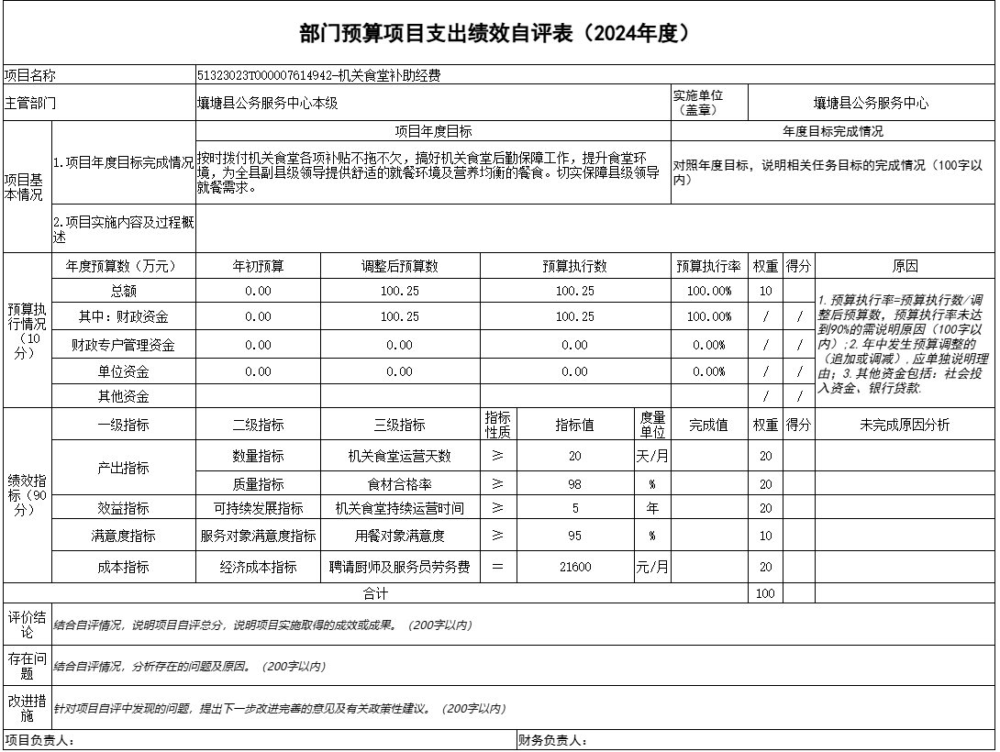 部门预算项目支出绩效自评表（2024年度）
项目名称 51323023T000007614942-机关食堂补助经费
主管部门 壤塘县公务服务中心本级 实施单位（盖章） 壤塘县公务服务中心
项目基本情况
项目年度目标 年度目标完成情况
1.项目年度目标完成情况
按时拨付机关食堂各项补贴不拖不欠，搞好机关食堂后勤保障工作，提升食堂环
境，为全县副县级领导提供舒适的就餐环境及营养均衡的餐食。切实保障县级领导
就餐需求。
对照年度目标，说明相关任务目标的完成情况（100字以
内）
2.项目实施内容及过程概
述
预算执行情况（10分）
年度预算数（万元） 年初预算 调整后预算数 预算执行数 预算执行率 权重 得分 原因
总额 0.00 100.25 100.25 100.00% 10
其中：财政资金 0.00 100.25 100.25 100.00% / /
财政专户管理资金 0.00 0.00 0.00 0.00% / /
单位资金 0.00 0.00 0.00 0.00% / /
其他资金 / /
1.预算执行率=预算执行数/调
整后预算数，预算执行率未达
到90%的需说明原因（100字以
内）;2.年中发生预算调整的
（追加或调减），应单独说明理
由；3.其他资金包括：社会投
入资金、银行贷款.
绩效指标（90分）
一级指标 二级指标 三级指标 指标性质 指标值 度量单位 完成值 权重 得分 未完成原因分析
产出指标
数量指标 机关食堂运营天数 ≥ 20 天/月 20
质量指标 食材合格率 ≥ 98 % 20
效益指标 可持续发展指标 机关食堂持续运营时间 ≥ 5 年 20
满意度指标 服务对象满意度指标 用餐对象满意度 ≥ 95 % 10
成本指标 经济成本指标 聘请厨师及服务员劳务费 ＝ 21600 元/月 20
合计 100
评价结论 结合自评情况，说明项目自评总分，说明项目实施取得的成效或成果。（200字以内）
存在问题 结合自评情况，分析存在的问题及原因。（200字以内）
改进措施 针对项目自评中发现的问题，提出下一步改进完善的意见及有关政策性建议。（200字以内）
项目负责人： 财务负责人：